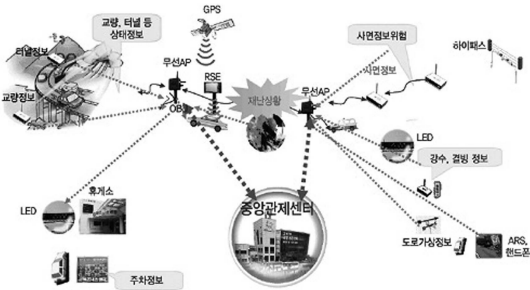 교량, 터널 등
상태정보
GPS
터널정보
무선AP
RSE
사면정보위험
하이패스
교량정보
OB
재난상황
무선AP
사면정보
LED
강수, 결빙 정보
LED
휴게소
중앙관제센터
도로기상정보
ARS,
핸드폰
주차정보